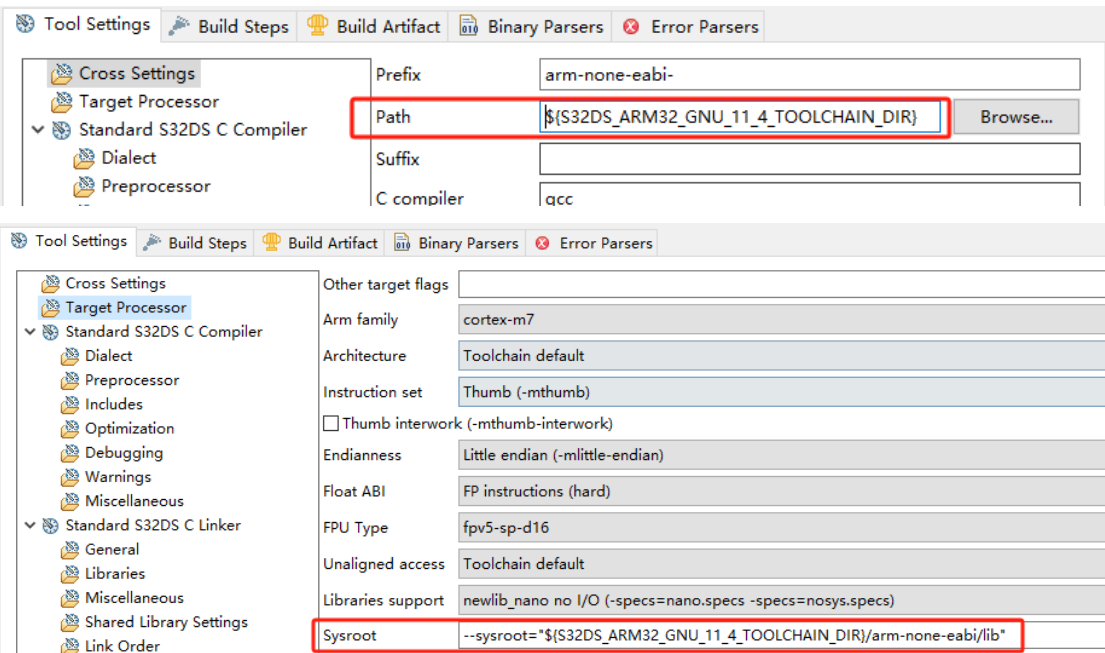 Tool Settings Build Steps Build Artifact Binary Parsers Error Parsers
Cross Settings
Target Processor
Standard S32DS C Compiler
Dialect
Preprocessor
Prefix arm-none-eabi-
Path ${S32DS_ARM32_GNU_11_4_TOOLCHAIN_DIR} Browse...
Suffix
C compiler gcc
Tool Settings Build Steps Build Artifact Binary Parsers Error Parsers
Cross Settings
Target Processor
Standard S32DS C Compiler
Dialect
Preprocessor
Includes
Optimization
Debugging
Warnings
Miscellaneous
Standard S32DS C Linker
General
Libraries
Miscellaneous
Shared Library Settings
Link Order
Other target flags
Arm family cortex-m7
Architecture Toolchain default
Instruction set Thumb (-mthumb)
Thumb interwork (-mthumb-interwork)
Endianness Little endian (-mlittle-endian)
Float ABI FP instructions (hard)
FPU Type fpv5-sp-d16
Unaligned access Toolchain default
Libraries support newlib_nano no I/O (-specs=nano.specs -specs=nosys.specs)
Sysroot --sysroot="${S32DS_ARM32_GNU_11_4_TOOLCHAIN_DIR}/arm-none-eabi/lib"